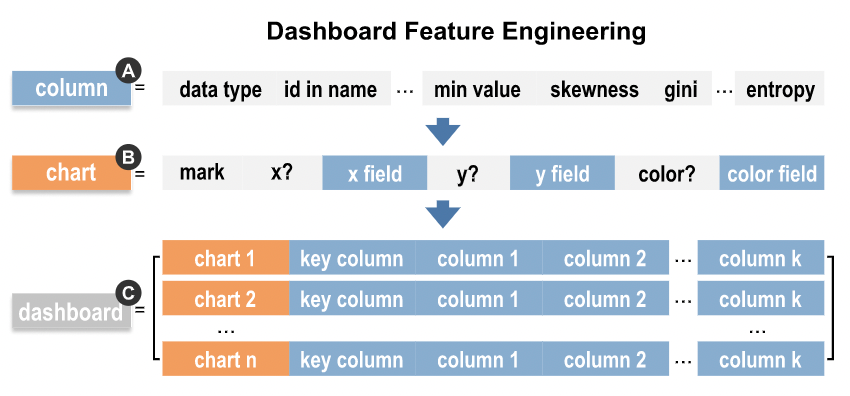 Dashboard Feature Engineering
A
column = data type id in name ... min value skewness gini ... entropy
B
chart = mark x? x field y? y field color? color field
chart 1 key column column 1 column 2 ... column k
C
dashboard = chart 2 key column column 1 column 2 ... column k
... ...
chart n key column column 1 column 2 ... column k